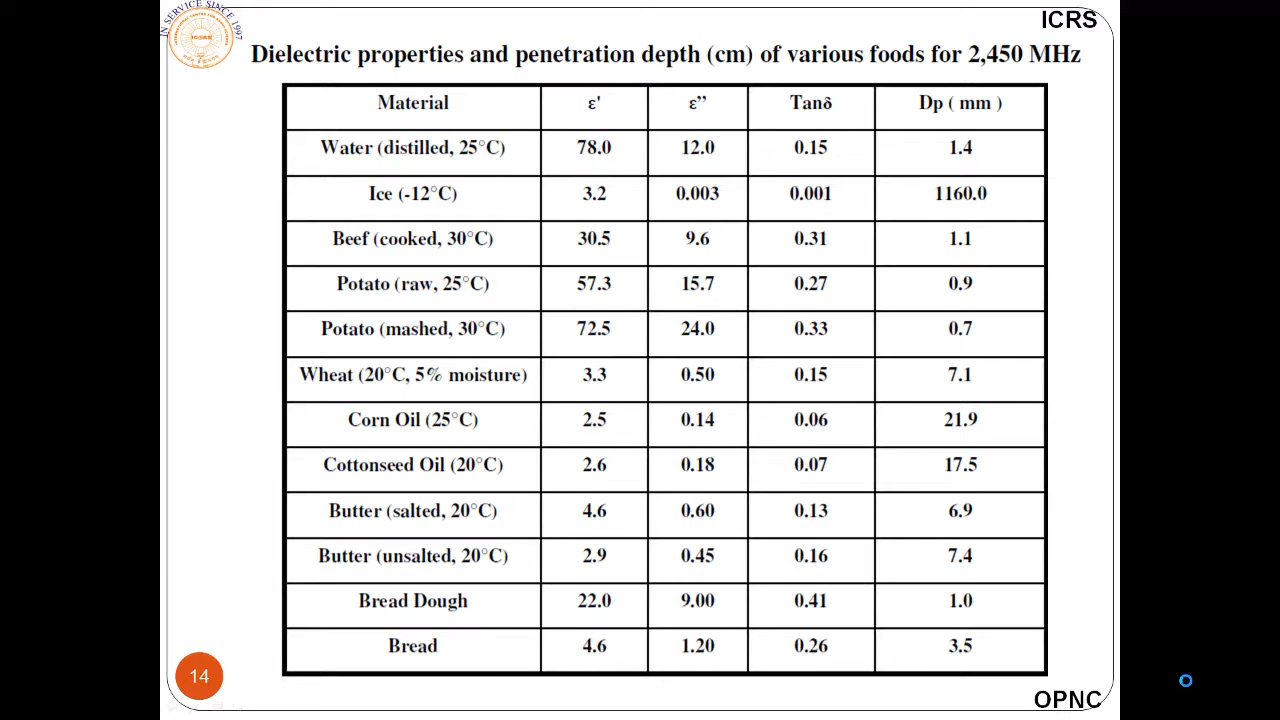 IN SERVICE SINCE 1997
ICRS
ICRS
Dielectric properties and penetration depth (cm) of various foods for 2,450 MHz
Material ε' ε” Tanδ Dp ( mm )
Water (distilled, 25°C) 78.0 12.0 0.15 1.4
Ice (-12°C) 3.2 0.003 0.001 1160.0
Beef (cooked, 30°C) 30.5 9.6 0.31 1.1
Potato (raw, 25°C) 57.3 15.7 0.27 0.9
Potato (mashed, 30°C) 72.5 24.0 0.33 0.7
Wheat (20°C, 5% moisture) 3.3 0.50 0.15 7.1
Corn Oil (25°C) 2.5 0.14 0.06 21.9
Cottonseed Oil (20°C) 2.6 0.18 0.07 17.5
Butter (salted, 20°C) 4.6 0.60 0.13 6.9
Butter (unsalted, 20°C) 2.9 0.45 0.16 7.4
Bread Dough 22.0 9.00 0.41 1.0
Bread 4.6 1.20 0.26 3.5
14
OPNC